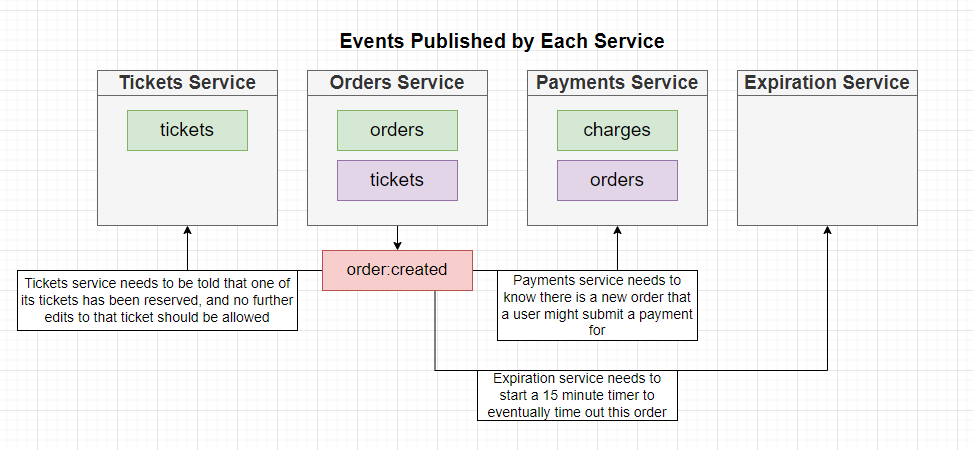 Events Published by Each Service
Tickets Service
Orders Service
Payments Service
Expiration Service
tickets
orders
charges
tickets
orders
order:created
Tickets service needs to be told that one of
its tickets has been reserved, and no further
edits to that ticket should be allowed
Payments service needs to
know there is a new order that
a user might submit a payment
for
Expiration service needs to
start a 15 minute timer to
eventually time out this order